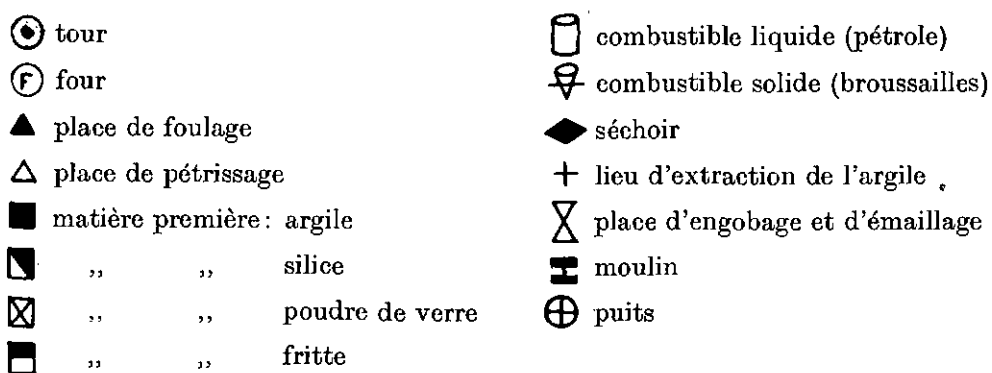 tour
F four
place de foulage
place de pétrissage
matière première: argile
,, ,, silice
,, ,, poudre de verre
,, ,, fritte
combustible liquide (pétrole)
combustible solide (broussailles)
séchoir
lieu d'extraction de l'argile
place d'engobage et d'émaillage
moulin
puits